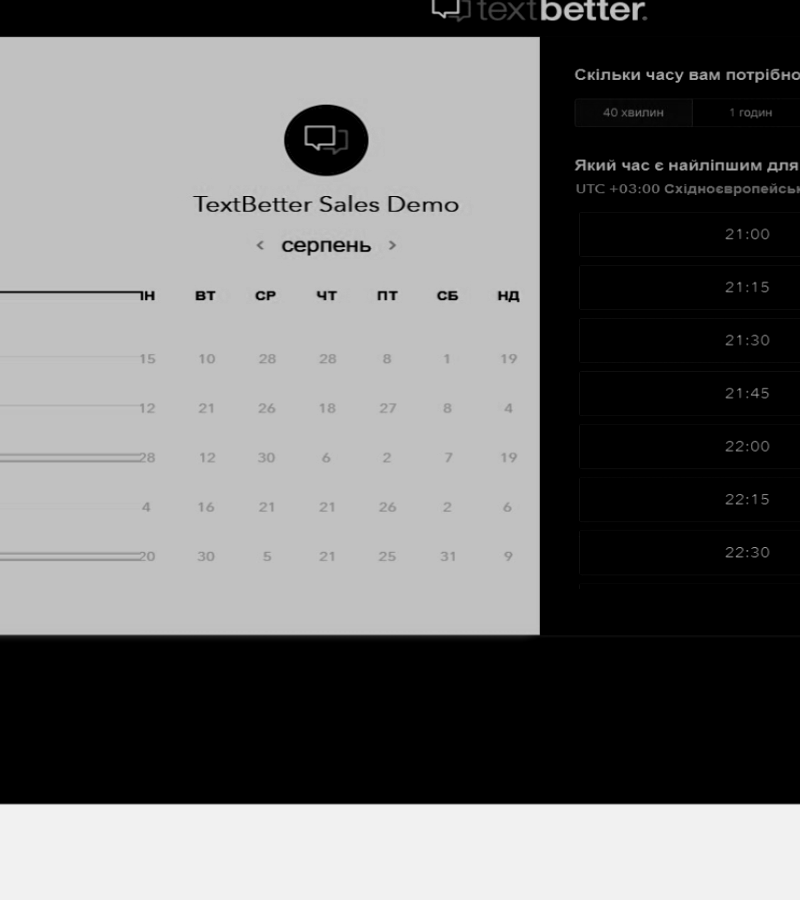 textbetter.
TextBetter Sales Demo
< серпень >
ПН ВТ СР ЧТ ПТ СБ НД
15 10 28 28 8 1 19
12 21 26 18 27 8 4
28 12 30 6 2 7 19
4 16 21 21 26 2 6
20 30 5 21 25 31 9
Скільки часу вам потрібно
40 хвилин 1 годин
Який час є найліпшим для
UTC +03:00 Східноєвропейськ
21:00
21:15
21:30
21:45
22:00
22:15
22:30